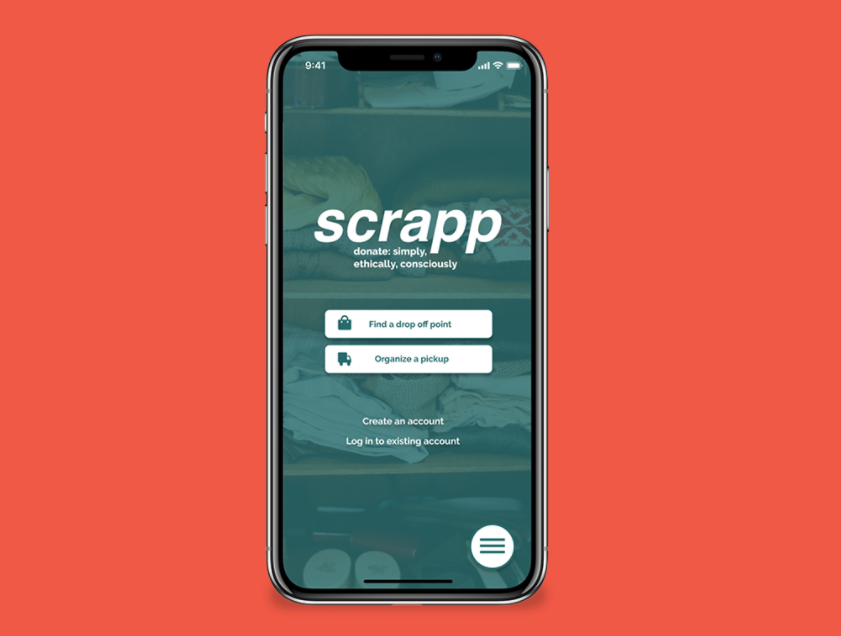 9:41
scrapp
donate: simply,
ethically, consciously
Find a drop off point
Organize a pickup
Create an account
Log in to existing account